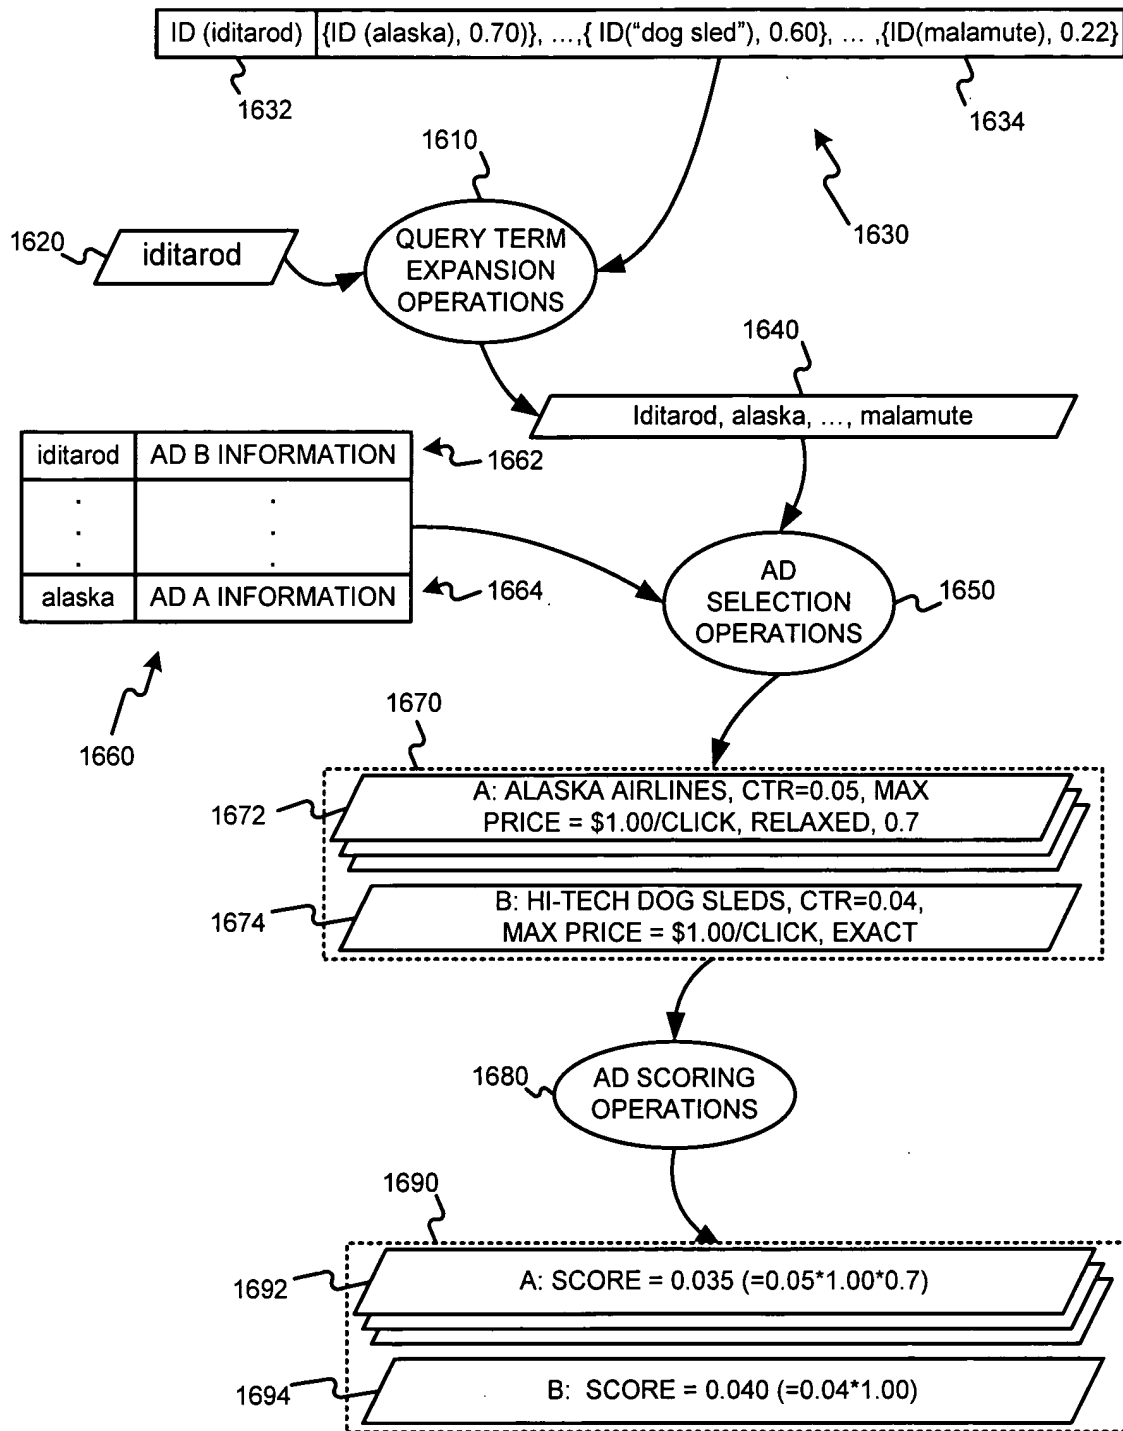 ID (iditarod) {ID (alaska), 0.70)}, ...,{ ID("dog sled"), 0.60}, ... ,{ID(malamute), 0.22}
1632
1634
1610
1630
1620
iditarod
QUERY TERM
EXPANSION
OPERATIONS
1640
Iditarod, alaska, ..., malamute
iditarod AD B INFORMATION
1662
. .
. .
. .
alaska AD A INFORMATION
1664
AD
SELECTION
OPERATIONS
1650
1660
1670
1672
A: ALASKA AIRLINES, CTR=0.05, MAX
PRICE = $1.00/CLICK, RELAXED, 0.7
1674
B: HI-TECH DOG SLEDS, CTR=0.04,
MAX PRICE = $1.00/CLICK, EXACT
1680
AD SCORING
OPERATIONS
1690
1692
A: SCORE = 0.035 (=0.05*1.00*0.7)
1694
B: SCORE = 0.040 (=0.04*1.00)